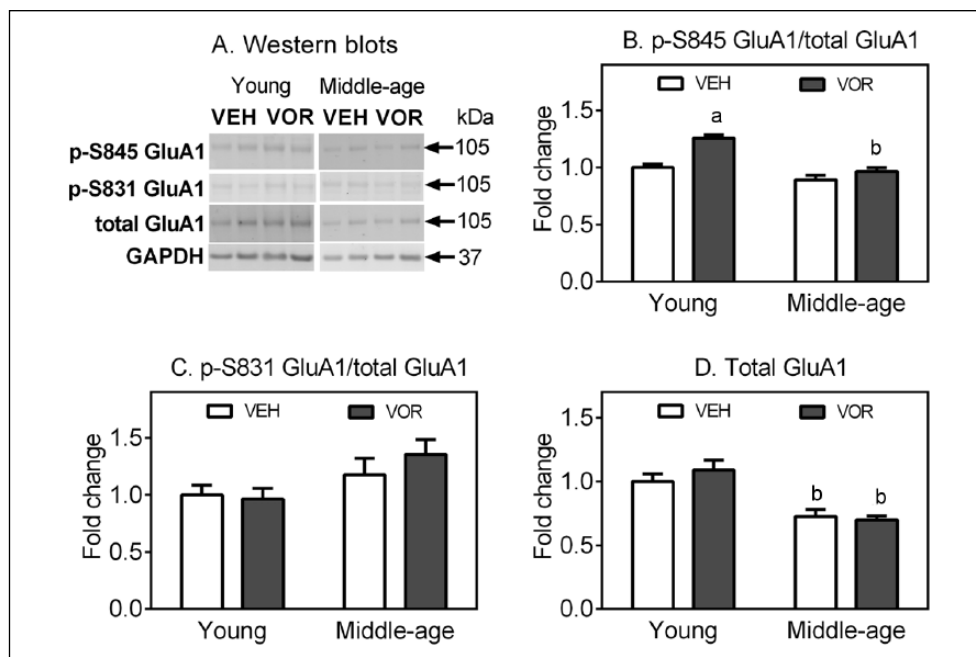 A. Western blots
Young Middle-age
VEH VOR VEH VOR kDa
p-S845 GluA1 105
p-S831 GluA1 105
total GluA1 105
GAPDH 37
B. p-S845 GluA1/total GluA1
VEH VOR
Fold change
1.5
1.0
0.5
0.0
a
b
Young Middle-age
C. p-S831 GluA1/total GluA1
VEH VOR
Fold change
1.5
1.0
0.5
0.0
Young Middle-age
D. Total GluA1
VEH VOR
Fold change
1.5
1.0
0.5
0.0
b b
Young Middle-age